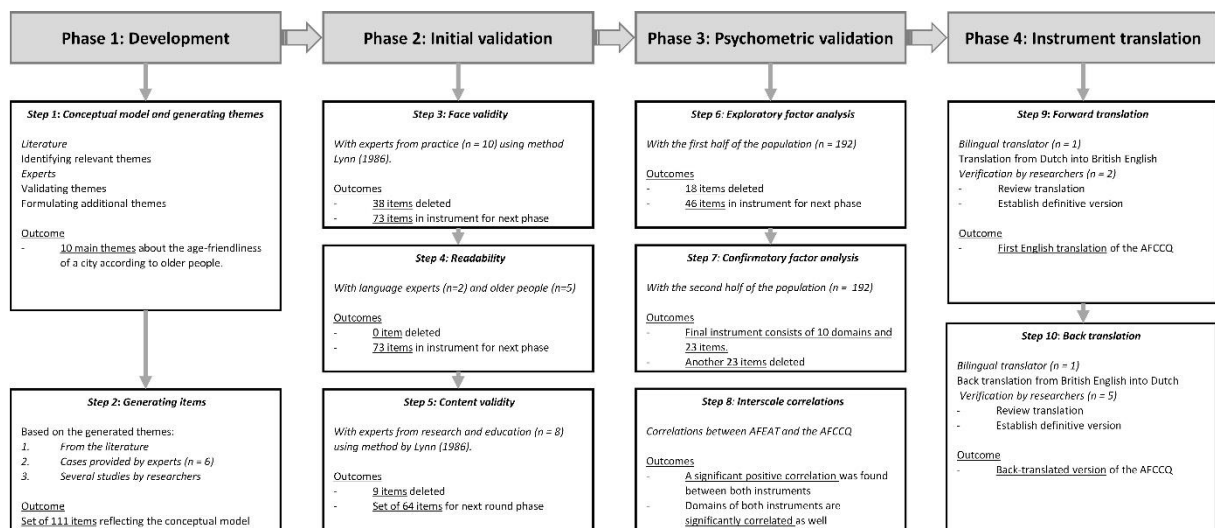 Phase 1: Development
Step 1: Conceptual model and generating themes
Literature
Identifying relevant themes
Experts
Validating themes
Formulating additional themes
Outcome
- 10 main themes about the age-friendliness
of a city according to older people.
Step 2: Generating items
Based on the generated themes:
1. From the literature
2. Cases provided by experts (n = 6)
3. Several studies by researchers
Outcome
Set of 111 items reflecting the conceptual model
Phase 2: Initial validation
Step 3: Face validity
With experts from practice (n = 10) using method
Lynn (1986).
Outcomes
- 38 items deleted
- 73 items in instrument for next phase
Step 4: Readability
With language experts (n=2) and older people (n=5)
Outcomes
- 0 item deleted
- 73 items in instrument for next phase
Step 5: Content validity
With experts from research and education (n = 8)
using method by Lynn (1986).
Outcomes
- 9 items deleted
- Set of 64 items for next round phase
Phase 3: Psychometric validation
Step 6: Exploratory factor analysis
With the first half of the population (n = 192)
Outcomes
- 18 items deleted
- 46 items in instrument for next phase
Step 7: Confirmatory factor analysis
With the second half of the population (n = 192)
Outcomes
- Final instrument consists of 10 domains and
23 items.
- Another 23 items deleted
Step 8: Interscale correlations
Correlations between AFEAT and the AFCCQ
Outcomes
- A significant positive correlation was found
between both instruments
- Domains of both instruments are
significantly correlated as well
Phase 4: Instrument translation
Step 9: Forward translation
Bilingual translator (n = 1)
Translation from Dutch into British English
Verification by researchers (n = 2)
- Review translation
- Establish definitive version
Outcome
- First English translation of the AFCCQ
Step 10: Back translation
Bilingual translator (n = 1)
Back translation from British English into Dutch
Verification by researchers (n = 5)
- Review translation
- Establish definitive version
Outcome
- Back-translated version of the AFCCQ